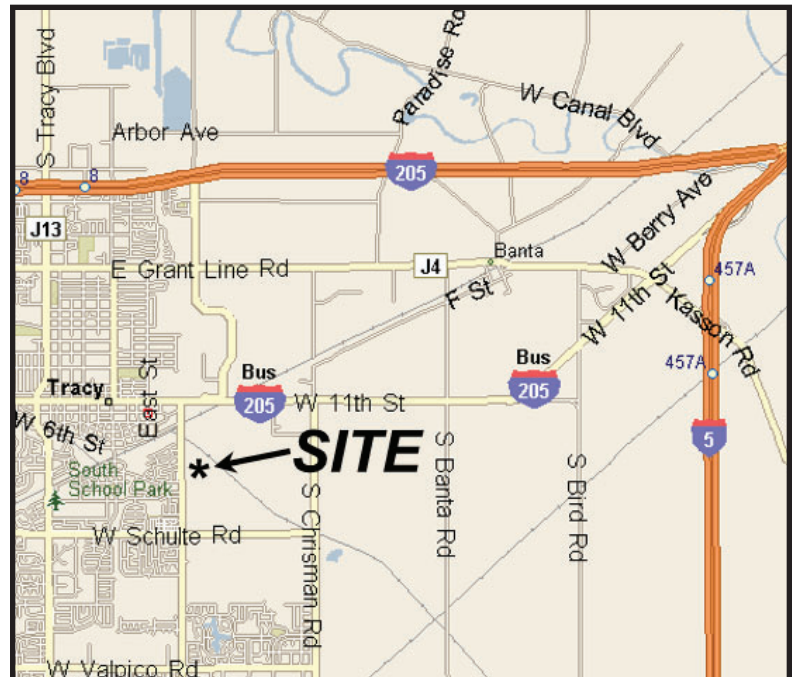 S Tracy Blvd
Paradise Ro
W Canal Blvd
Arbor Ave
8
8
205
J13
W Berry Ave
Banta
E Grant Line Rd
J4
457A
F St
W 11th St
Kasson Rd
457A
Bus
205
Bus
205
Tracy
East St
W 11th St
W 6th St
5
SITE
South
School Park
S Banta Rd
S Bird Rd
S Chrisman Rd
W Schulte Rd
W Valpico Rd